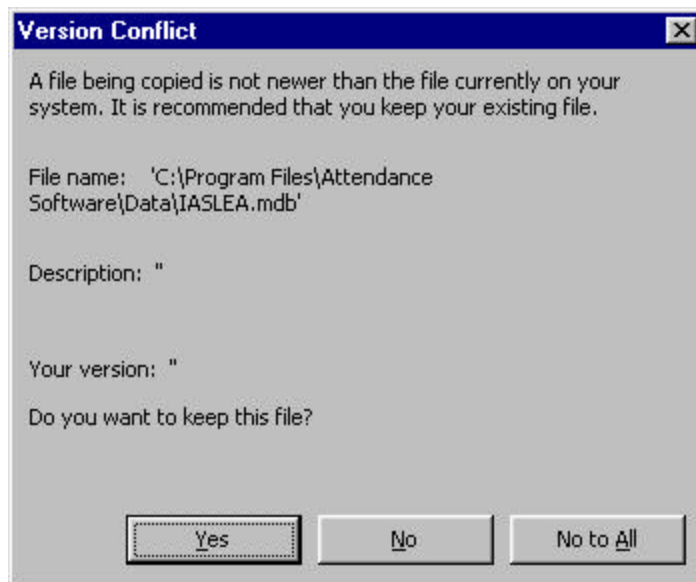 Version Conflict
A file being copied is not newer than the file currently on your
system. It is recommended that you keep your existing file.
File name: 'C:\Program Files\Attendance
Software\Data\IASLEA.mdb'
Description: ''
Your version: ''
Do you want to keep this file?
Yes No No to All